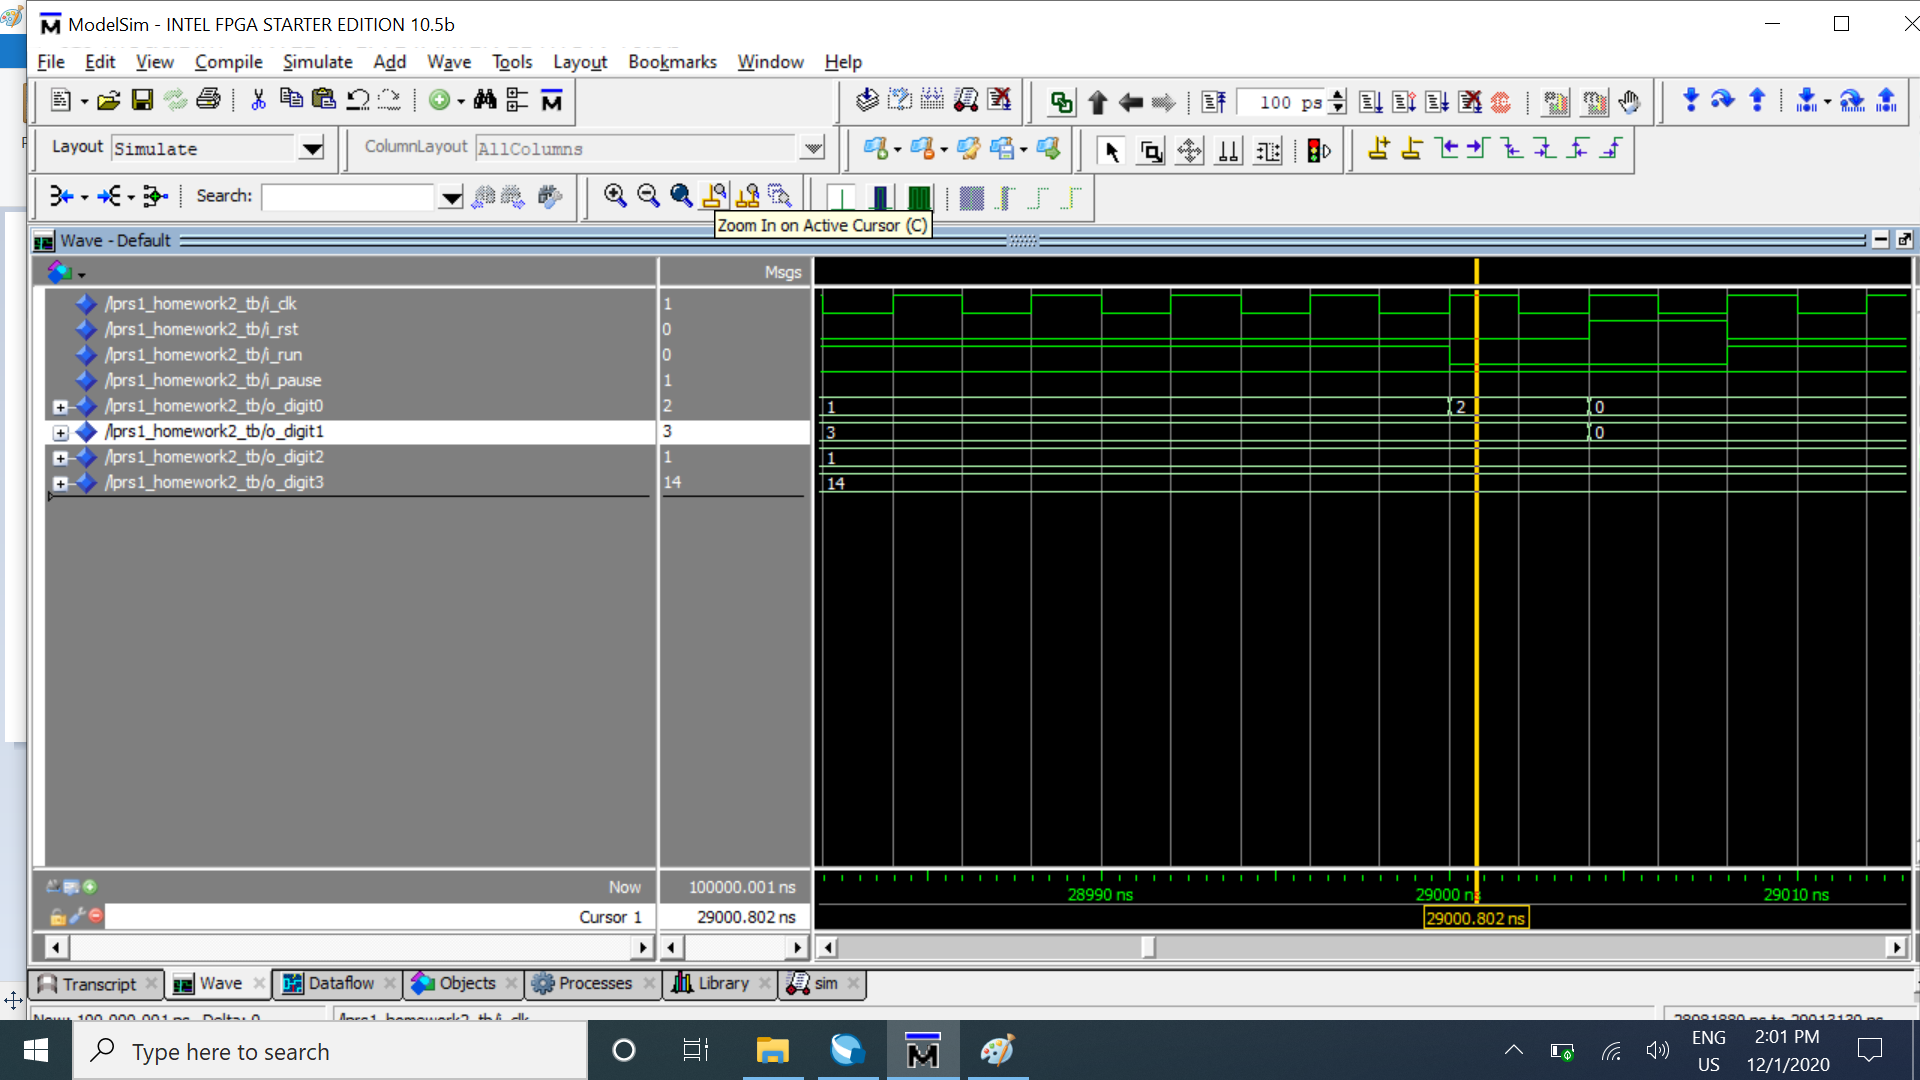 ModelSim - INTEL FPGA STARTER EDITION 10.5b
File Edit View Compile Simulate Add Wave Tools Layout Bookmarks Window Help
100 ps
Layout Simulate
ColumnLayout AllColumns
Search:
Zoom In on Active Cursor (C)
Wave - Default
Msgs
/lprs1_homework2_tb/i_clk 1
/lprs1_homework2_tb/i_rst 0
/lprs1_homework2_tb/i_run 0
/lprs1_homework2_tb/i_pause 1
/lprs1_homework2_tb/o_digit0 2 1 2 0
/lprs1_homework2_tb/o_digit1 3 3 0
/lprs1_homework2_tb/o_digit2 1 1
/lprs1_homework2_tb/o_digit3 14 14
Now 100000.001 ns 28990 ns 29000 ns 29010 ns
Cursor 1 29000.802 ns 29000.802 ns
Transcript Wave Dataflow Objects Processes Library sim
Now: 100,000.001 ns Delta: 0 /lprs1_homework2_tb/i_clk
Type here to search
ENG 2:01 PM
US 12/1/2020